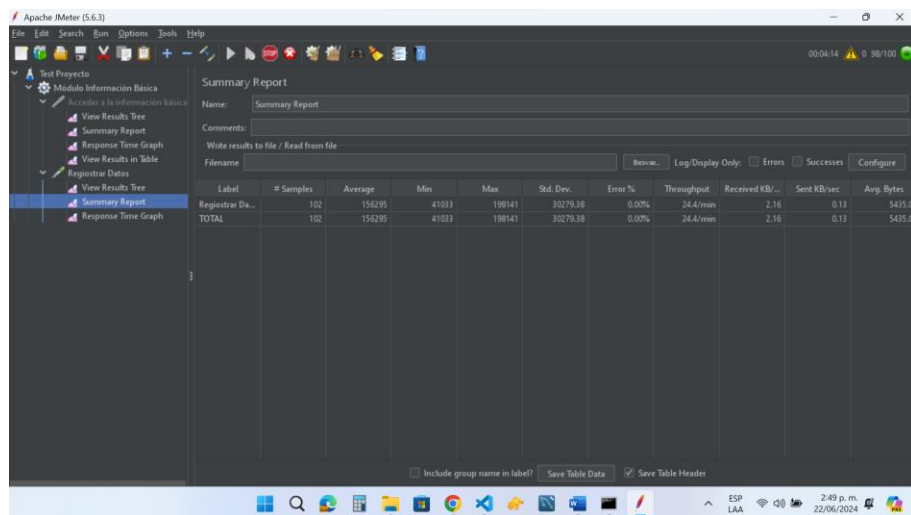 Apache JMeter (5.6.3)
File Edit Search Run Options Tools Help
00:04:14 0 98/100
Test Proyecto
Módulo Información Básica
Acceder a la información básica
View Results Tree
Summary Report
Response Time Graph
View Results in Table
Registrar Datos
View Results Tree
Summary Report
Response Time Graph
Summary Report
Name: Summary Report
Comments:
Write results to file / Read from file
Filename Browse... Log/Display Only: Errors Successes Configure
Label # Samples Average Min Max Std. Dev. Error % Throughput Received KB/... Sent KB/sec Avg. Bytes
Registrar Da... 102 156295 41033 198141 30279.38 0.00% 24.4/min 2.16 0.13 5435.0
TOTAL 102 156295 41033 198141 30279.38 0.00% 24.4/min 2.16 0.13 5435.0
Include group name in label? Save Table Data Save Table Header
ESP
LAA
2:49 p. m.
22/06/2024